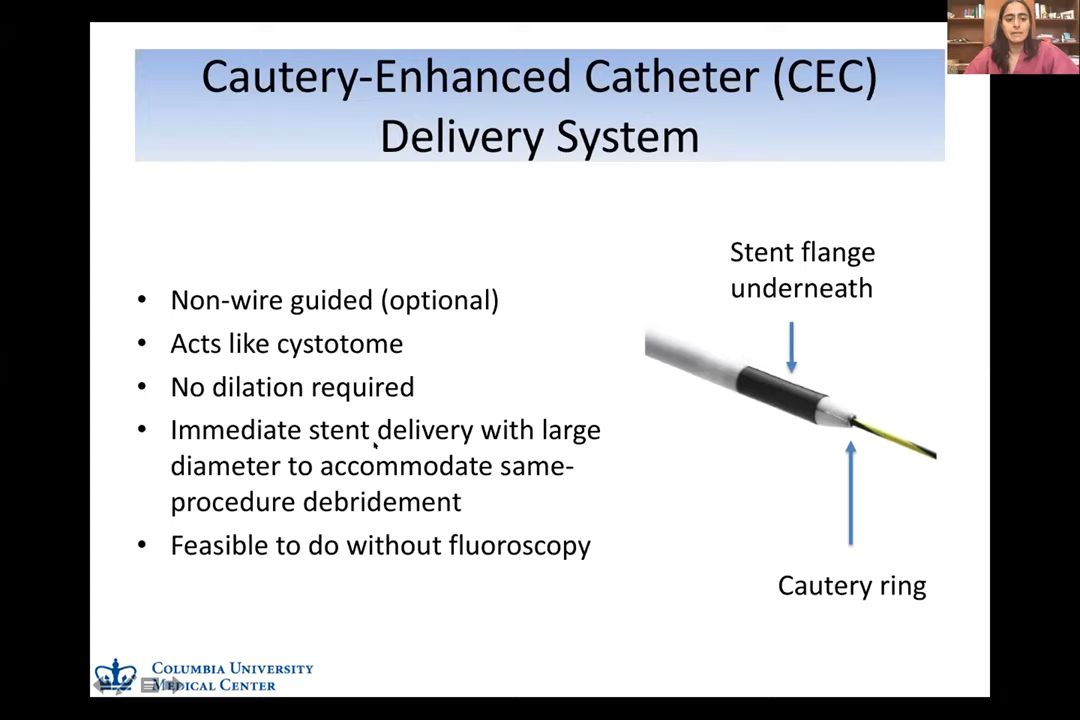 Cautery-Enhanced Catheter (CEC)
Delivery System
Stent flange
underneath
• Non-wire guided (optional)
• Acts like cystotome
• No dilation required
• Immediate stent delivery with large
diameter to accommodate same-
procedure debridement
• Feasible to do without fluoroscopy
Cautery ring
COLUMBIA UNIVERSITY
MEDICAL CENTER